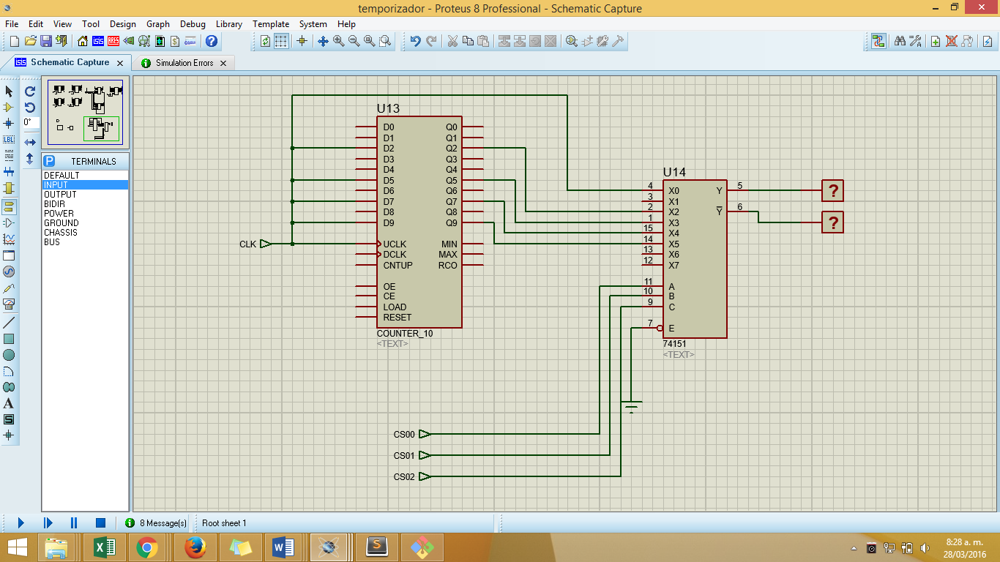 temporizador - Proteus 8 Professional - Schematic Capture
File Edit View Tool Design Graph Debug Library Template System Help
Schematic Capture
Simulation Errors
0°
LBL
A
S
P TERMINALS
DEFAULT
INPUT
OUTPUT
BIDIR
POWER
GROUND
CHASSIS
BUS
U13
D0 Q0
D1 Q1
D2 Q2
D3 Q3
D4 Q4
D5 Q5
D6 Q6
D7 Q7
D8 Q8
D9 Q9
CLK
UCLK MIN
DCLK MAX
CNTUP RCO
OE
CE
LOAD
RESET
COUNTER_10
<TEXT>
U14
4 X0 Y 5 ?
3 X1
2 X2 Y 6 ?
1 X3
15 X4
14 X5
13 X6
12 X7
11 A
10 B
9 C
7 E
74151
<TEXT>
CS00
CS01
CS02
8 Message(s)
Root sheet 1
8:28 a. m.
28/03/2016